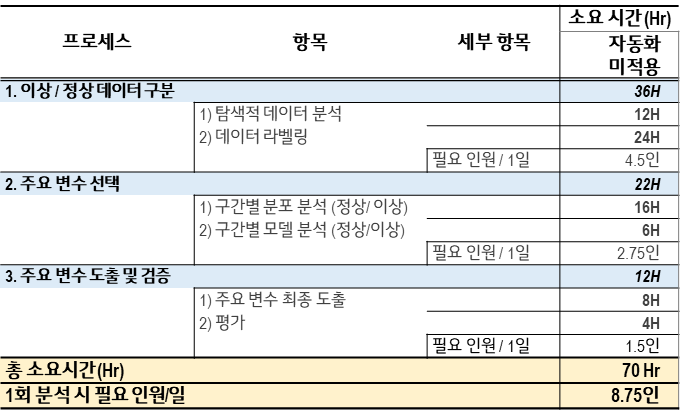 소요 시간(Hr)
프로세스 항목 세부 항목 자동화
미적용
1. 이상 / 정상 데이터 구분 36H
1) 탐색적 데이터 분석 12H
2) 데이터 라벨링 24H
필요 인원 / 1일 4.5인
2. 주요 변수 선택 22H
1) 구간별 분포 분석 (정상/ 이상) 16H
2) 구간별 모델 분석 (정상/이상) 6H
필요 인원 / 1일 2.75인
3. 주요 변수 도출 및 검증 12H
1) 주요 변수 최종 도출 8H
2) 평가 4H
필요 인원 / 1일 1.5인
총 소요시간(Hr) 70 Hr
1회 분석 시 필요 인원/일 8.75인